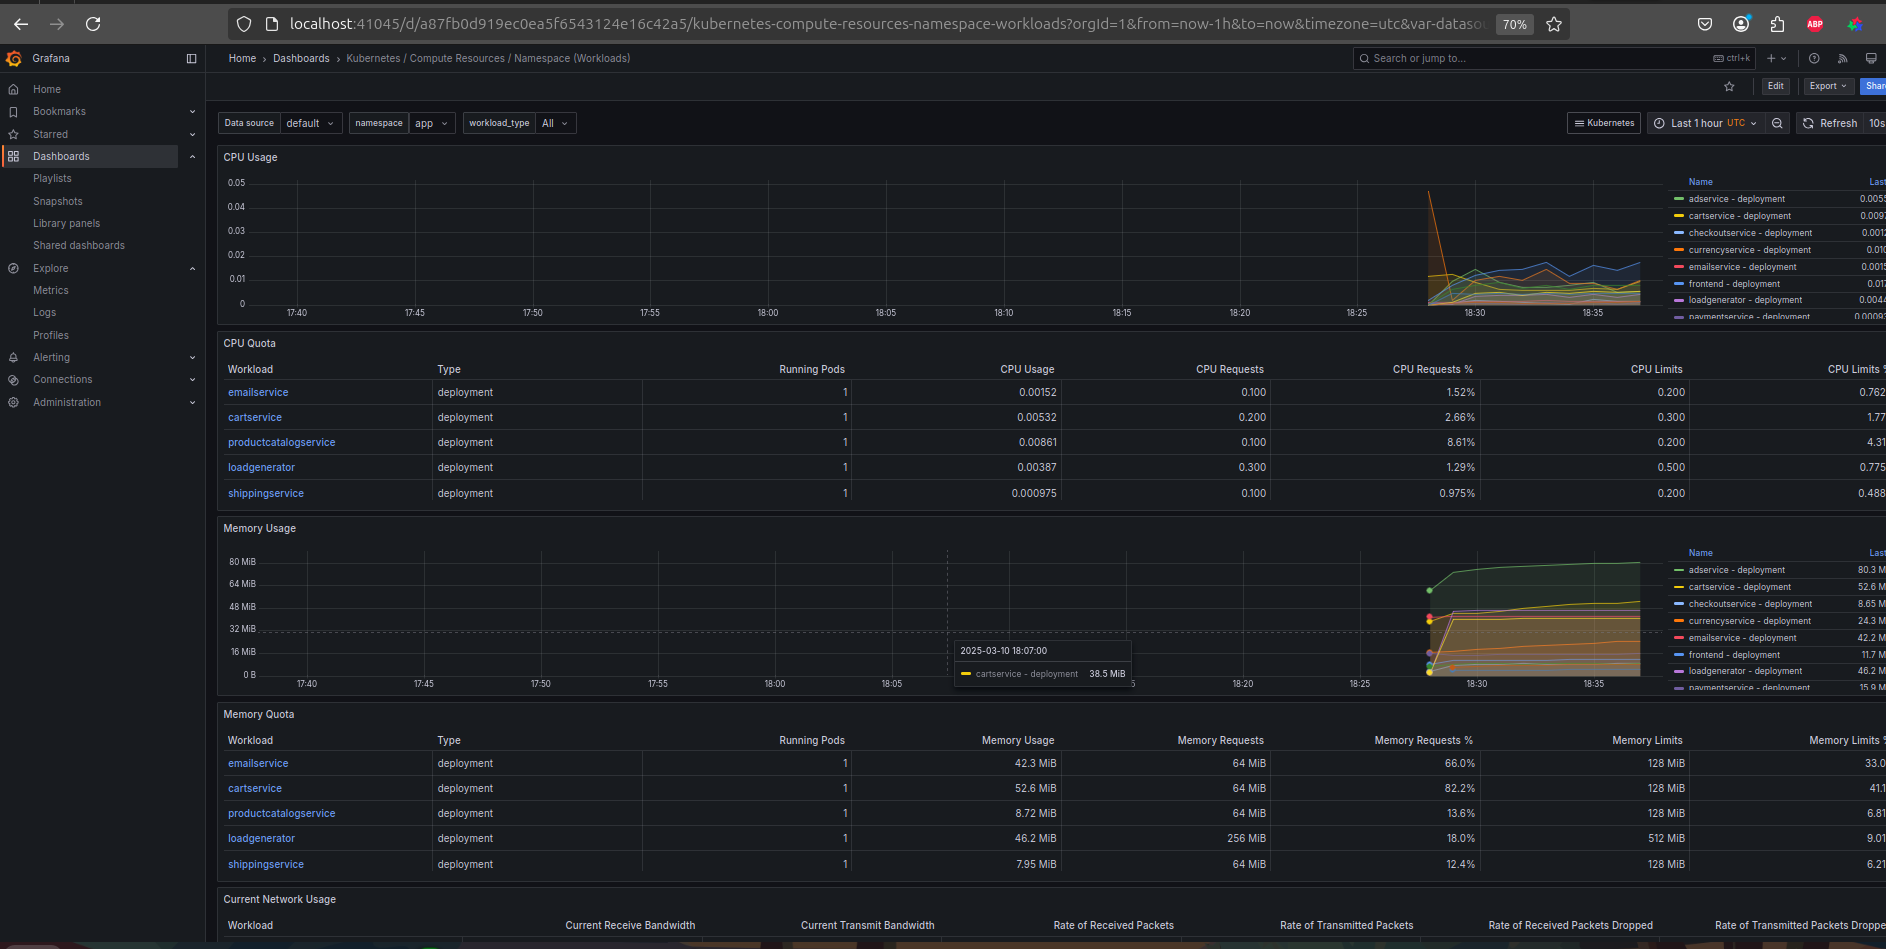 localhost:41045/d/a87fb0d919ec0ea5f6543124e16c42a5/kubernetes-compute-resources-namespace-workloads?orgId=1&from=now-1h&to=now&timezone=utc&var-dataso 70% ABP
Grafana
Home › Dashboards › Kubernetes / Compute Resources / Namespace (Workloads)
Search or jump to... ctrl+k
Edit Export Shar
Home
Bookmarks
Starred
Dashboards
Playlists
Snapshots
Library panels
Shared dashboards
Explore
Metrics
Logs
Profiles
Alerting
Connections
Administration
Data source default namespace app workload_type All
Kubernetes Last 1 hour UTC Refresh 10s
CPU Usage
0.05
0.04
0.03
0.02
0.01
0
17:40 17:45 17:50 17:55 18:00 18:05 18:10 18:15 18:20 18:25 18:30 18:35
Name Last
adservice - deployment 0.0055
cartservice - deployment
checkoutservice - deployment 0.0012
currencyservice - deployment 0.010
emailservice - deployment 0.0015
frontend - deployment 0.017
loadgenerator - deployment 0.0044
paymentservice - deployment
CPU Quota
Workload Type Running Pods CPU Usage CPU Requests CPU Requests % CPU Limits CPU Limits %
emailservice deployment 1 0.00152 0.100 1.52% 0.200 0.762
cartservice deployment 1 0.00532 0.200 2.66% 0.300 1.77
productcatalogservice deployment 1 0.00861 0.100 8.61% 0.200 4.31
loadgenerator deployment 1 0.00387 0.300 1.29% 0.500 0.775
shippingservice deployment 1 0.000975 0.100 0.975% 0.200 0.488
Memory Usage
80 MiB
64 MiB
48 MiB
32 MiB
16 MiB
0 B
17:40 17:45 17:50 17:55 18:00 18:05 5 18:20 18:25 18:30 18:35
2025-03-10 18:07:00
cartservice - deployment 38.5 MiB
Name Last
adservice - deployment 80.3 M
cartservice - deployment 52.6 M
checkoutservice - deployment 8.65 M
currencyservice - deployment 24.3 M
emailservice - deployment 42.2 M
frontend - deployment 11.7 M
loadgenerator - deployment 46.2 M
paymentservice - deployment 15.9 M
Memory Quota
Workload Type Running Pods Memory Usage Memory Requests Memory Requests % Memory Limits Memory Limits %
emailservice deployment 1 42.3 MiB 64 MiB 66.0% 128 MiB 33.0
cartservice deployment 1 52.6 MiB 64 MiB 82.2% 128 MiB 41.1
productcatalogservice deployment 1 8.72 MiB 64 MiB 13.6% 128 MiB 6.81
loadgenerator deployment 1 46.2 MiB 256 MiB 18.0% 512 MiB 9.01
shippingservice deployment 1 7.95 MiB 64 MiB 12.4% 128 MiB 6.21
Current Network Usage
Workload Current Receive Bandwidth Current Transmit Bandwidth Rate of Received Packets Rate of Transmitted Packets Rate of Received Packets Dropped Rate of Transmitted Packets Droppe